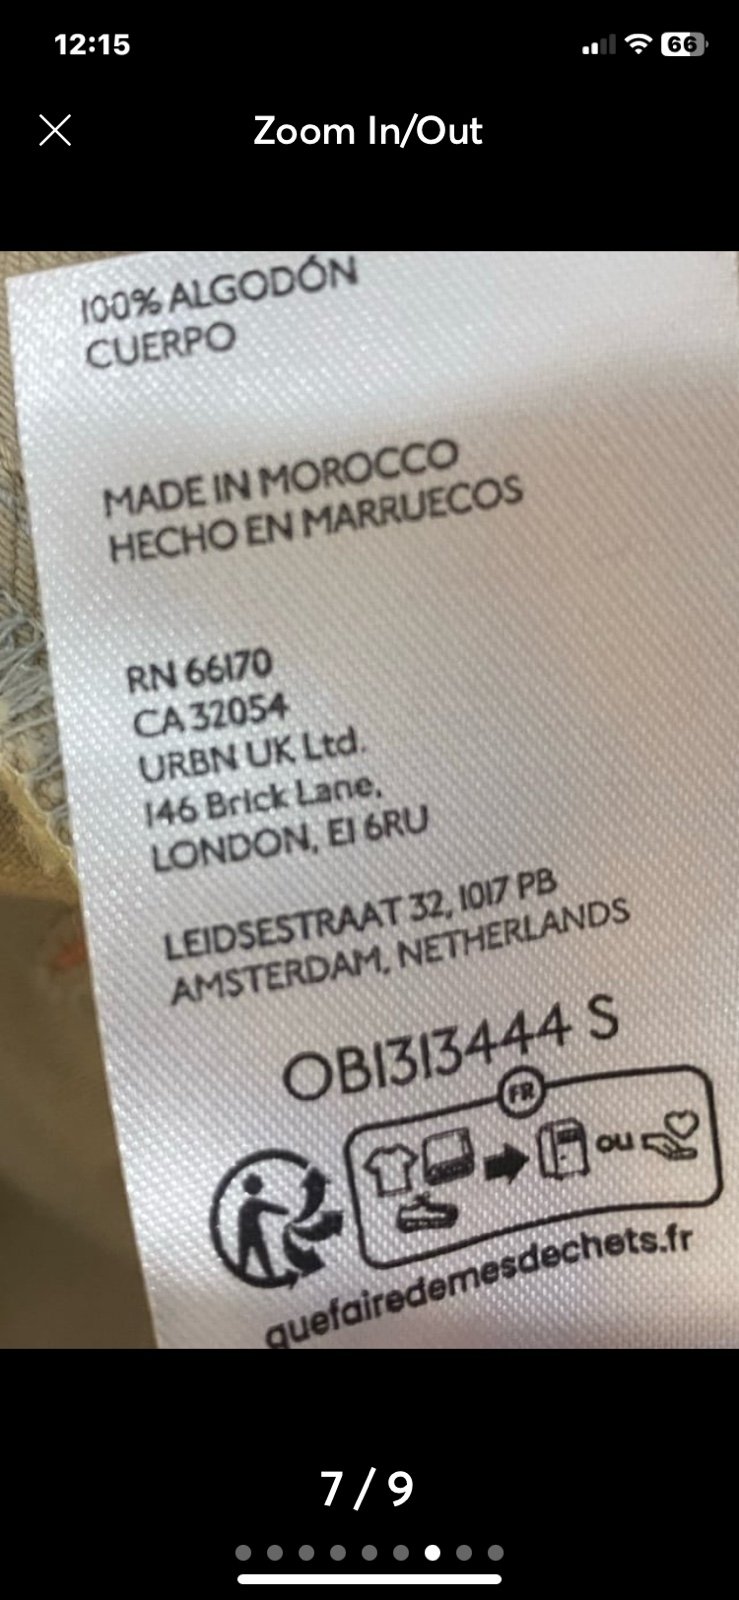 12:15
66
Zoom In/Out
100% ALGODÓN
CUERPO
MADE IN MOROCCO
HECHO EN MARRUECOS
RN 66170
CA 32054
URBN UK Ltd.
146 Brick Lane,
LONDON, E1 6RU
LEIDSESTRAAT 32, 1017 PB
AMSTERDAM, NETHERLANDS
OB1313444 S
FR
ou
quefairedemesdechets.fr
7 / 9